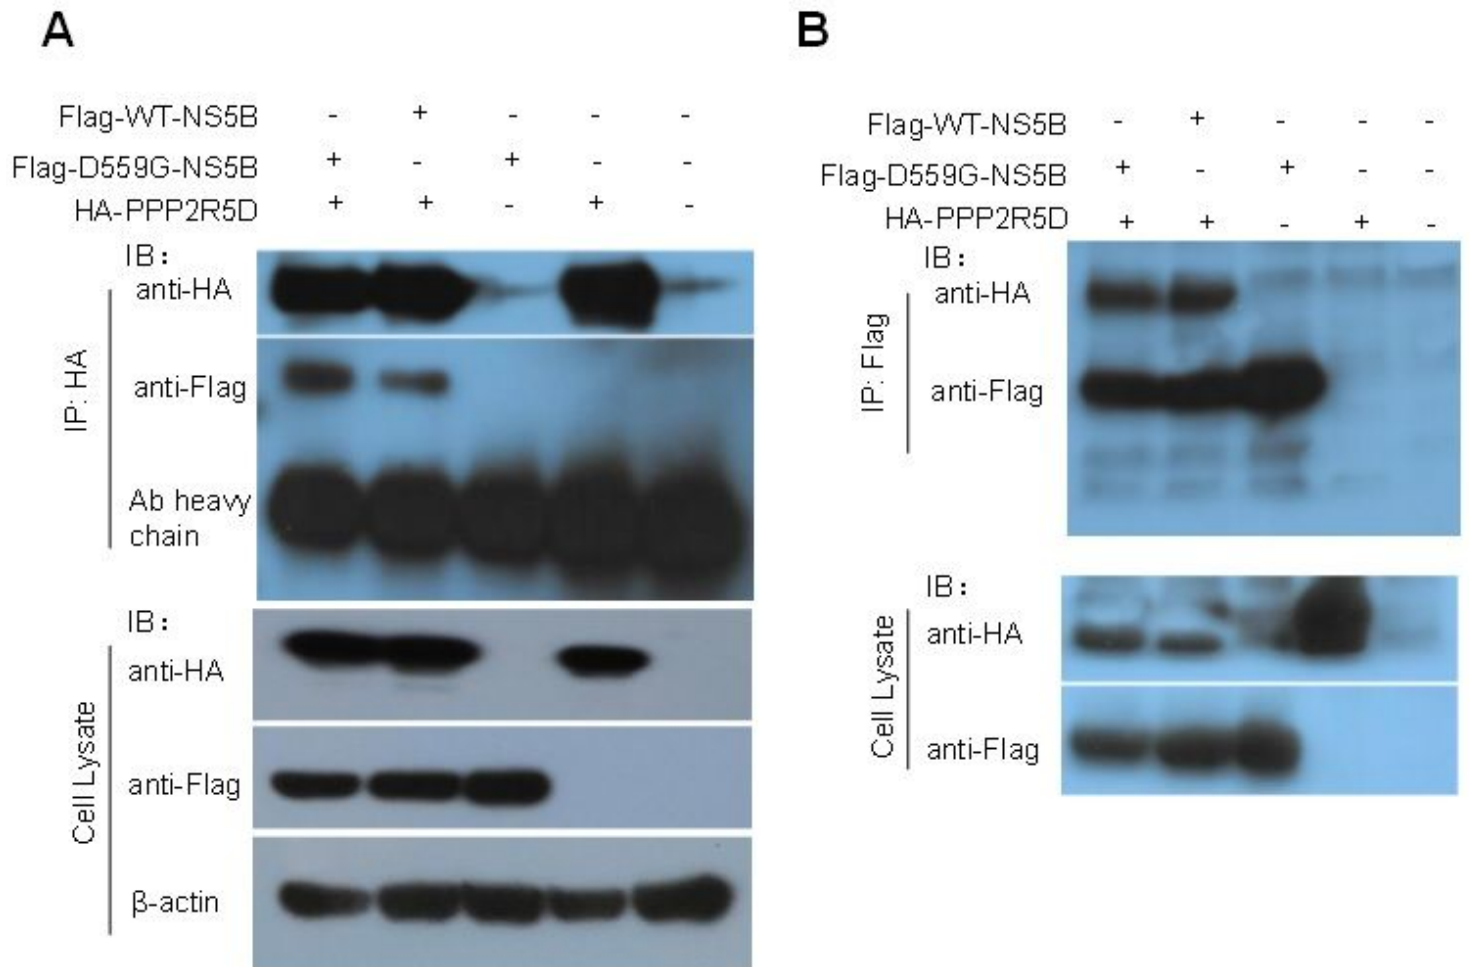 A
Flag-WT-NS5B - + - - -
Flag-D559G-NS5B + - + - -
HA-PPP2R5D + + - + -
IB:
anti-HA
anti-Flag
IP: HA
Ab heavy
chain
IB:
anti-HA
anti-Flag
Cell Lysate
β-actin
B
Flag-WT-NS5B - + - - -
Flag-D559G-NS5B + - + - -
HA-PPP2R5D + + - + -
IB:
anti-HA
IP: Flag
anti-Flag
IB:
anti-HA
Cell Lysate
anti-Flag